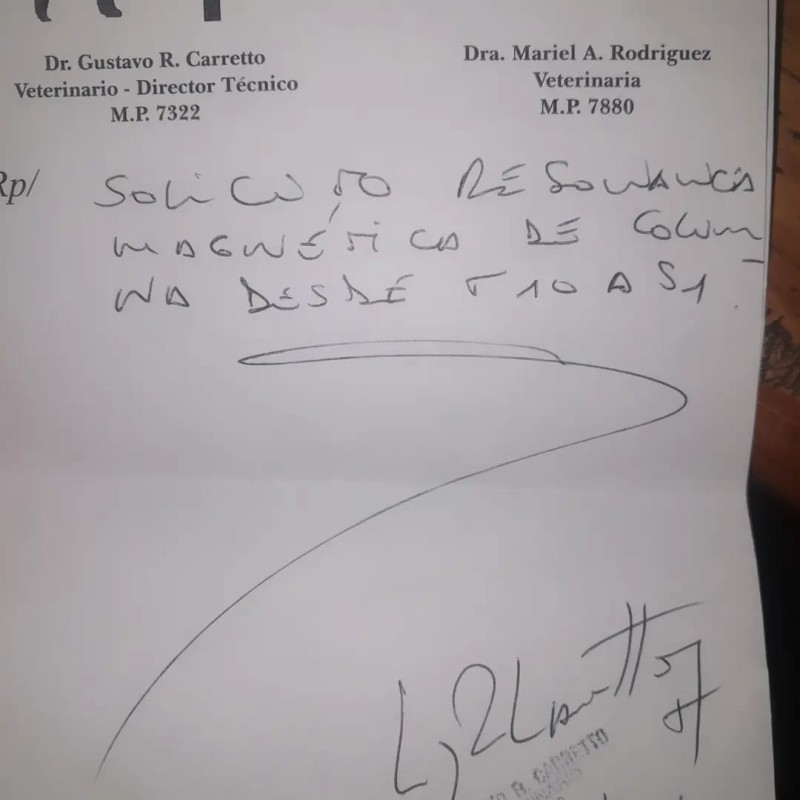 Dr. Gustavo R. Carretto
Veterinario - Director Técnico
M.P. 7322
Dra. Mariel A. Rodriguez
Veterinaria
M.P. 7880
Rp/ SOLICITO RESONANCIA
MAGNÉTICA DE COLUM
NA DESDE T10 A S1.
R. CARRETTO